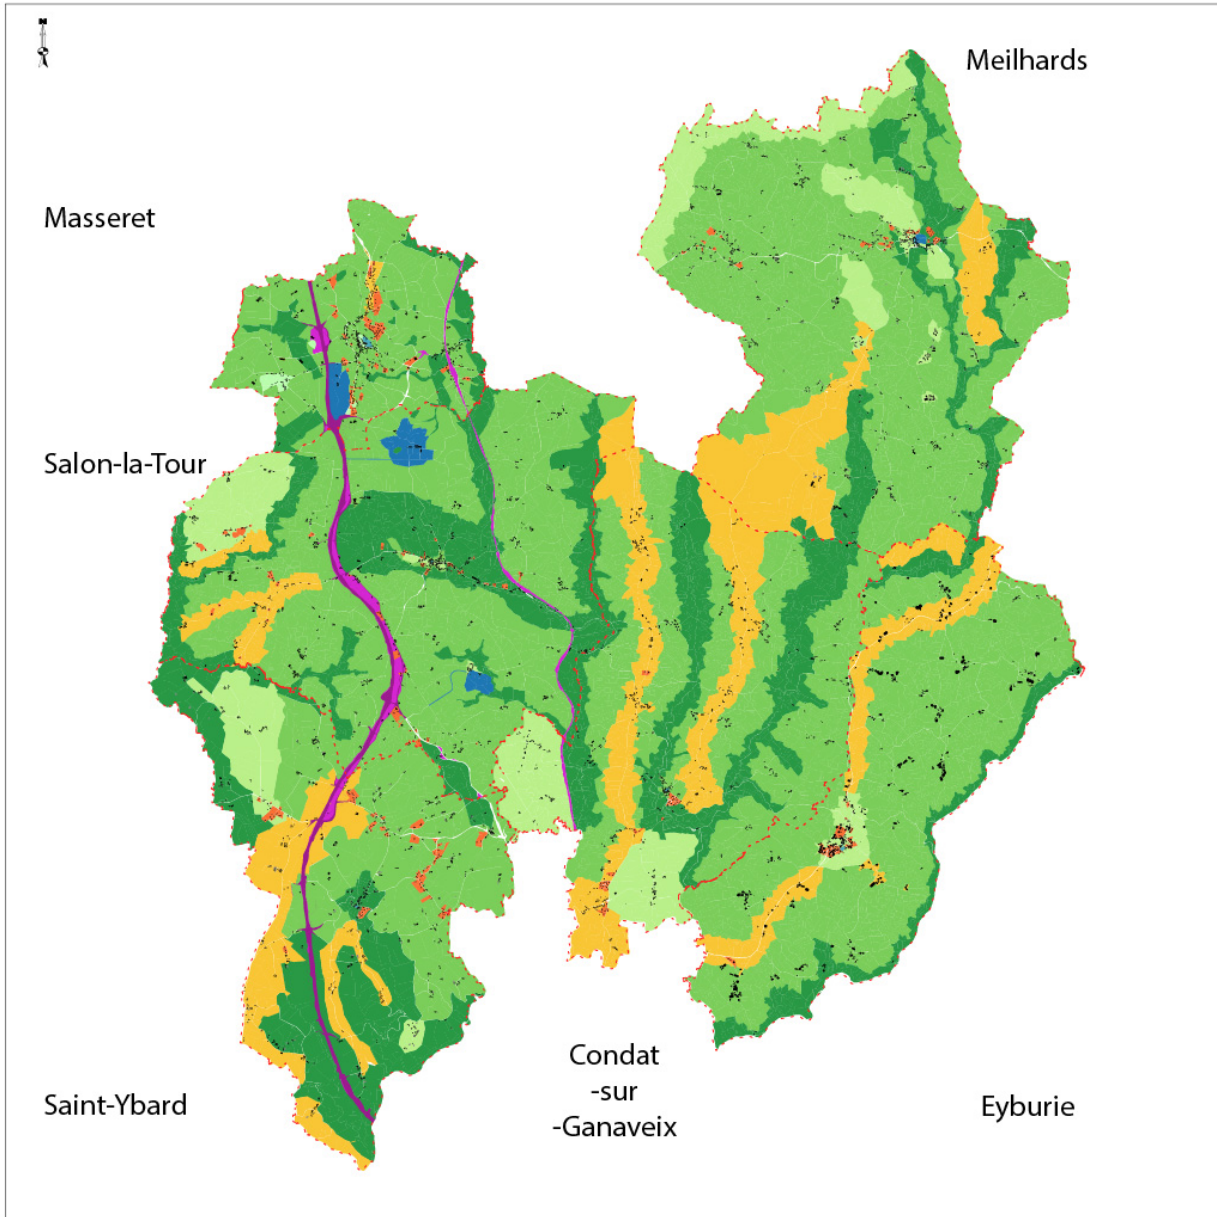 N
Meilhards
Masseret
Salon-la-Tour
Condat
-sur
-Ganaveix
Saint-Ybard
Eyburie